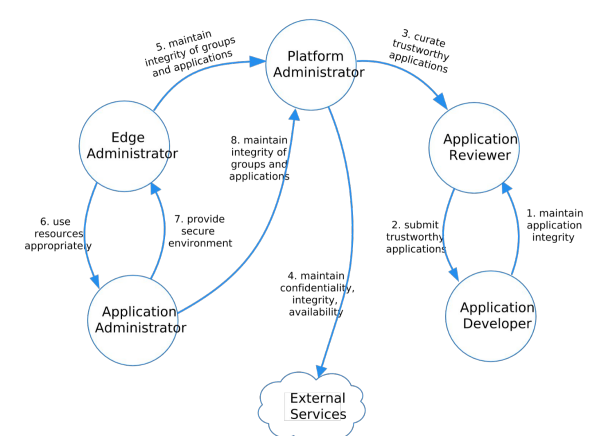 5. maintain
integrity of groups
and applications
Platform
Administrator
3. curate
trustworthy
applications
Edge
Administrator
8. maintain
integrity of
groups and
applications
Application
Reviewer
6. use
resources
appropriately
7. provide
secure
environment
2. submit
trustworthy
applications
1. maintain
application
integrity
4. maintain
confidentiality,
integrity,
availability
Application
Administrator
Application
Developer
External
Services